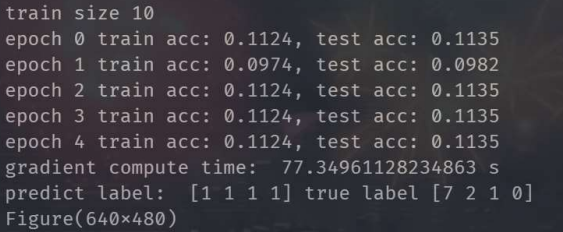 train size 10
epoch 0 train acc: 0.1124, test acc: 0.1135
epoch 1 train acc: 0.0974, test acc: 0.0982
epoch 2 train acc: 0.1124, test acc: 0.1135
epoch 3 train acc: 0.1124, test acc: 0.1135
epoch 4 train acc: 0.1124, test acc: 0.1135
gradient compute time:  77.34961128234863 s
predict label:  [1 1 1 1] true label [7 2 1 0]
Figure(640×480)